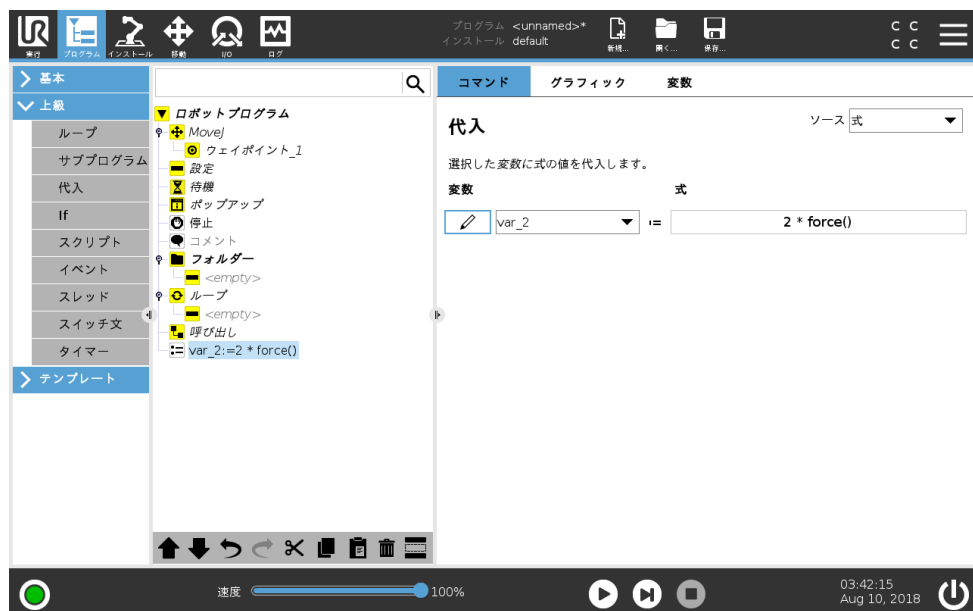 プログラム <unnamed>*
インストール default
UR
実行
プログラム
インストール
移動
I/O
ログ
新規...
開く...
保存...
C C
C C
基本
上級
ループ
サブプログラム
代入
If
スクリプト
イベント
スレッド
スイッチ文
タイマー
テンプレート
ロボットプログラム
MoveJ
ウェイポイント_1
設定
待機
ポップアップ
停止
コメント
フォルダー
<empty>
ループ
<empty>
呼び出し
var_2:=2 * force()
コマンド グラフィック 変数
代入
ソース 式
選択した変数に式の値を代入します。
変数 式
var_2 := 2 * force()
速度 100%
03:42:15
Aug 10, 2018